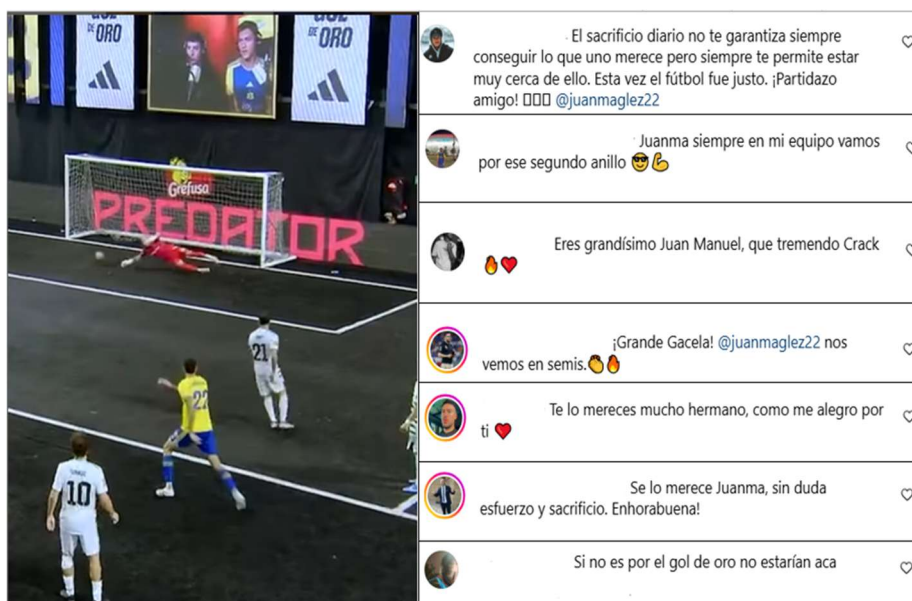 GOL
DE ORO
GOL
DE ORO
Grefusa
PREDATOR
21
22
10
El sacrificio diario no te garantiza siempre
conseguir lo que uno merece pero siempre te permite estar
muy cerca de ello. Esta vez el fútbol fue justo. ¡Partidazo
amigo! @juanmaglez22
Juanma siempre en mi equipo vamos
por ese segundo anillo 😎💪
Eres grandísimo Juan Manuel, que tremendo Crack
🔥❤️
¡Grande Gacela! @juanmaglez22 nos
vemos en semis.👏🔥
Te lo mereces mucho hermano, como me alegro por
ti ❤️
Se lo merece Juanma, sin duda
esfuerzo y sacrificio. Enhorabuena!
Si no es por el gol de oro no estarían aca